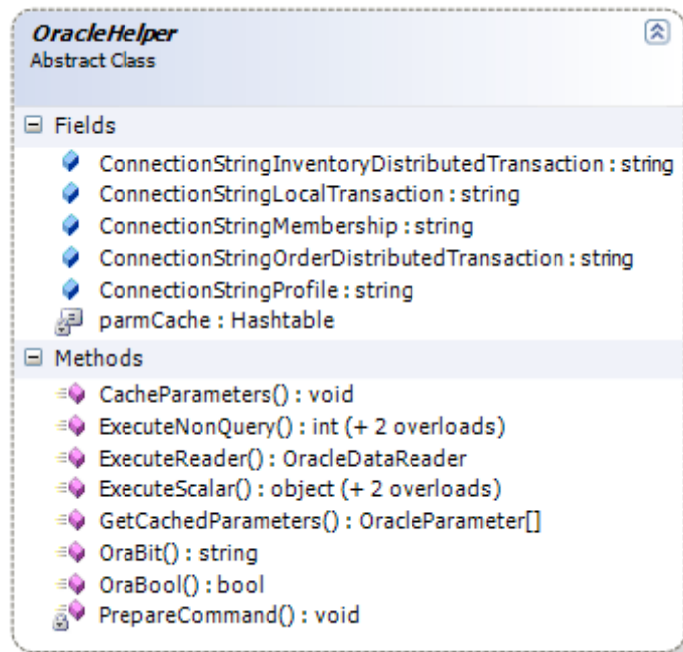 OracleHelper
Abstract Class
Fields
ConnectionStringInventoryDistributedTransaction : string
ConnectionStringLocalTransaction : string
ConnectionStringMembership : string
ConnectionStringOrderDistributedTransaction : string
ConnectionStringProfile : string
parmCache : Hashtable
Methods
CacheParameters() : void
ExecuteNonQuery() : int (+ 2 overloads)
ExecuteReader() : OracleDataReader
ExecuteScalar() : object (+ 2 overloads)
GetCachedParameters() : OracleParameter[]
OraBit() : string
OraBool() : bool
PrepareCommand() : void